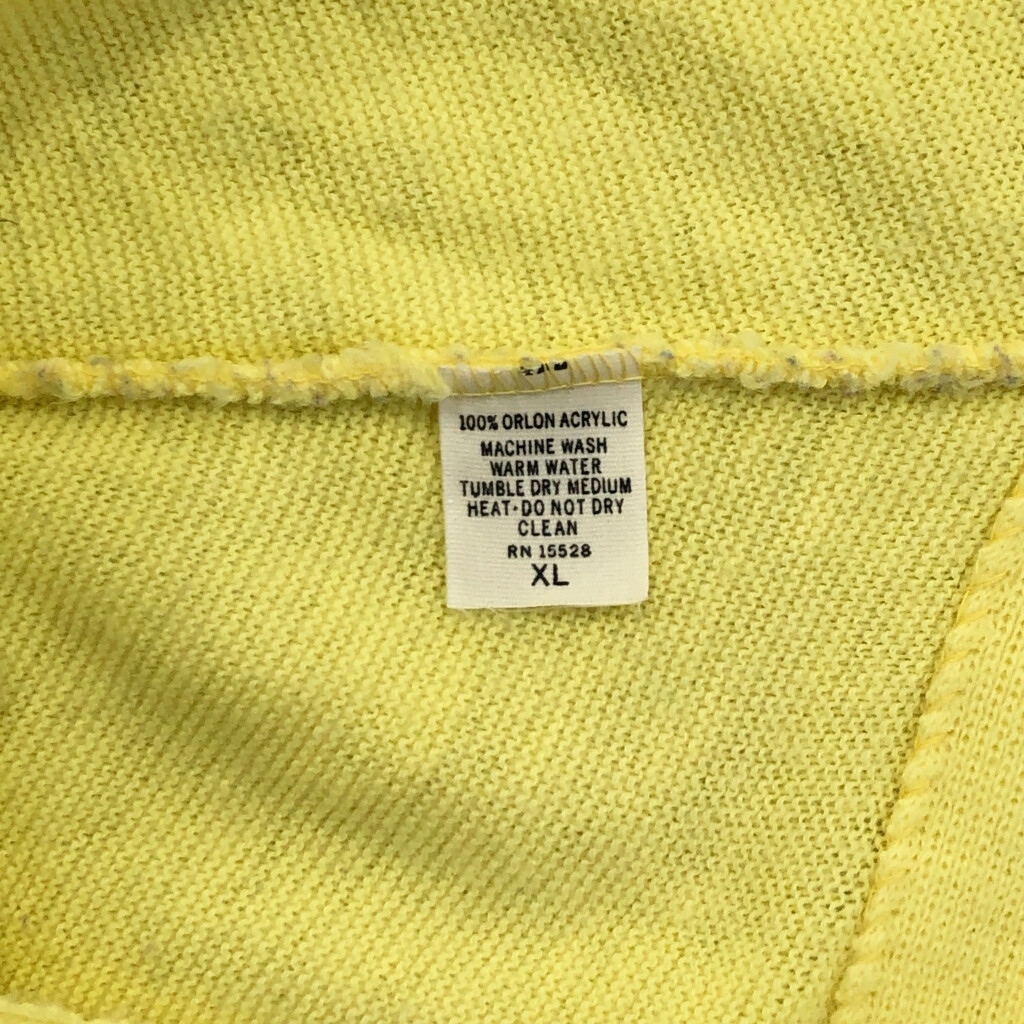 100% ORLON ACRYLIC
MACHINE WASH
WARM WATER
TUMBLE DRY MEDIUM
HEAT·DO NOT DRY
CLEAN
RN 15528
XL